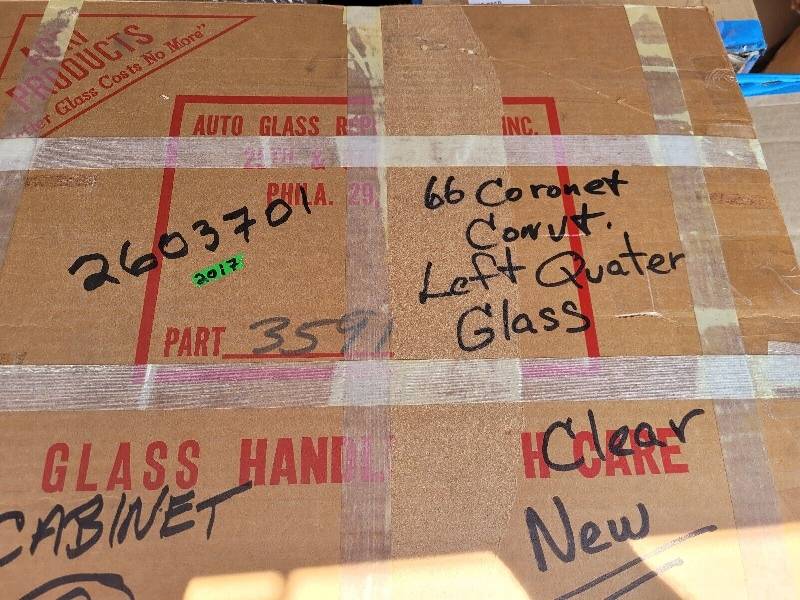 PRODUCTS
Glass Costs No More"
AUTO GLASS INC.
PHILA. 29,
2603701
2017
66 Coronet
Convt.
Left Quater
Glass
PART 3591
GLASS HANDL H CARE
Clear
CABINET
New